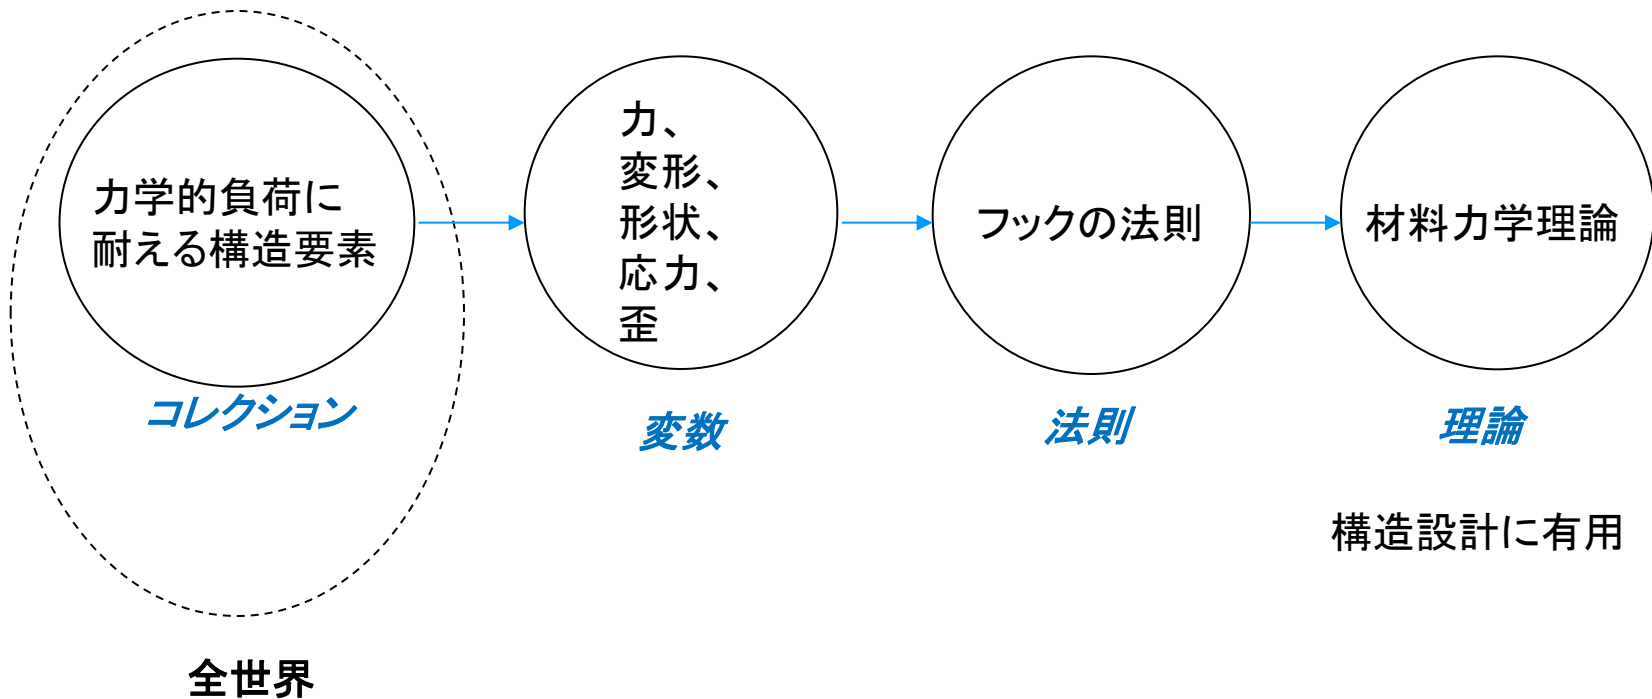 力学的負荷に
耐える構造要素
コレクション
全世界
力、
変形、
形状、
応力、
歪
変数
フックの法則
法則
材料力学理論
理論
構造設計に有用